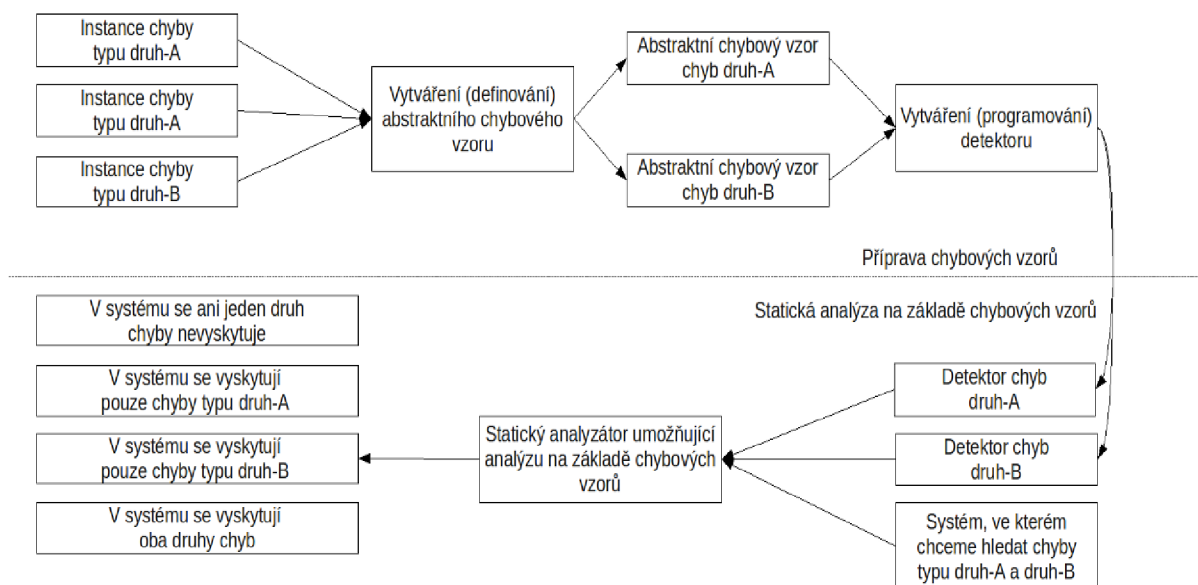 Instance chyby
typu druh-A
Instance chyby
typu druh-A
Instance chyby
typu druh-B
Vytváření (definování)
abstraktního chybového
vzoru
Abstraktní chybový vzor
chyb druh-A
Abstraktní chybový vzor
chyb druh-B
Vytváření (programování)
detektoru
Příprava chybových vzorů
Statická analýza na základě chybových vzorů
V systému se ani jeden druh
chyby nevyskytuje
V systému se vyskytují
pouze chyby typu druh-A
V systému se vyskytují
pouze chyby typu druh-B
V systému se vyskytují
oba druhy chyb
Statický analyzátor umožňující
analýzu na základě chybových
vzorů
Detektor chyb
druh-A
Detektor chyb
druh-B
Systém, ve kterém
chceme hledat chyby
typu druh-A a druh-B